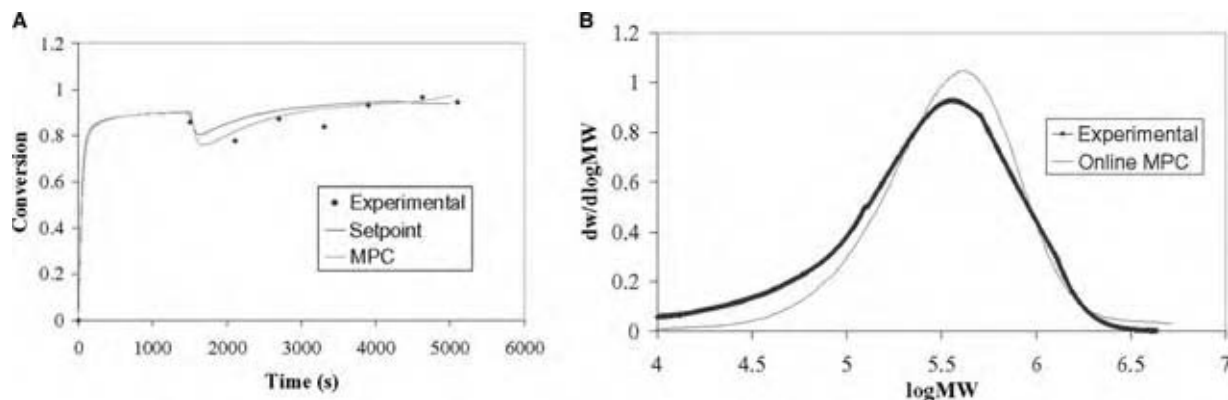 A
1.2
1
0.8
0.6
0.4
0.2
0
Conversion
0 1000 2000 3000 4000 5000 6000
Time (s)
Experimental
Setpoint
MPC
B
1.2
1
0.8
0.6
0.4
0.2
0
dw/dlogMW
4 4.5 5 5.5 6 6.5 7
logMW
Experimental
Online MPC